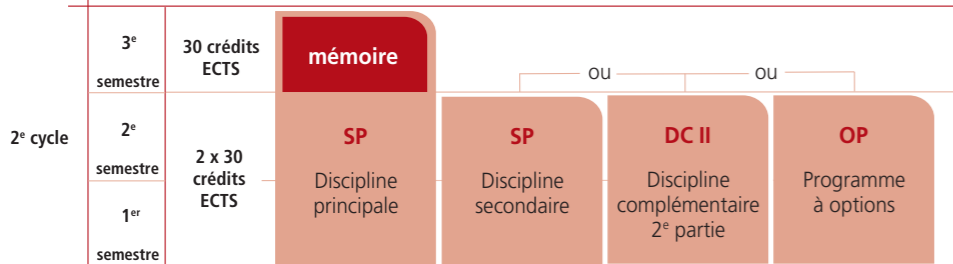 2e cycle
3e
semestre
30 crédits
ECTS
mémoire
ou
ou
2e
semestre
1er
semestre
2 x 30
crédits
ECTS
SP
Discipline
principale
SP
Discipline
secondaire
DC II
Discipline
complémentaire
2e partie
OP
Programme
à options